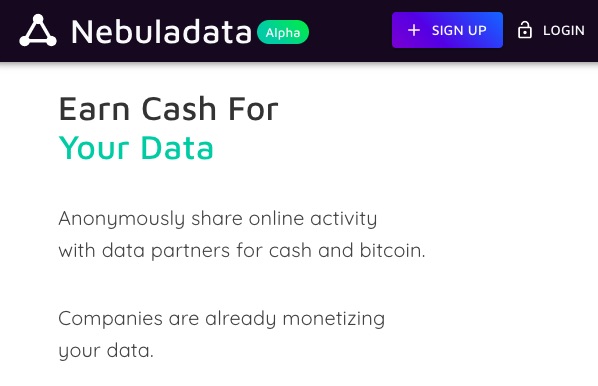 Nebuladata Alpha + SIGN UP LOGIN
Earn Cash For
Your Data
Anonymously share online activity
with data partners for cash and bitcoin.
Companies are already monetizing
your data.